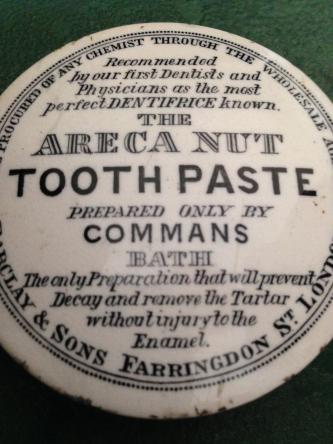 PROCURED OF ANY CHEMIST THROUGH THE WHOLESALE
Recommended
by our first Dentists and
Physicians as the most
perfect DENTIFRICE known.
THE
ARECA NUT
TOOTH PASTE
PREPARED ONLY BY
COMMANS
BATH
The only Preparation that will prevent
Decay and remove the Tartar
without injury to the
Enamel.
BARCLAY & SONS FARRINGDON ST. LOND